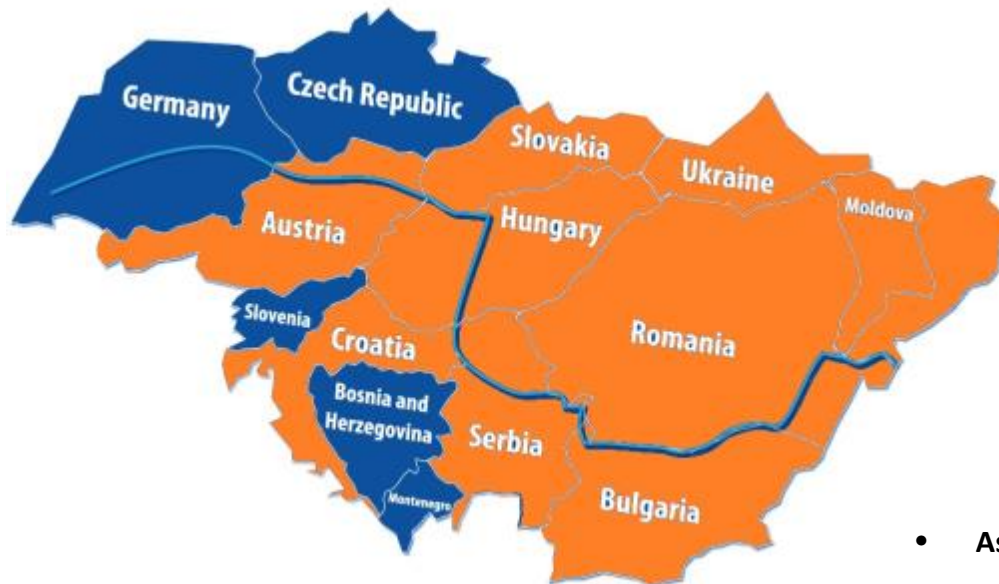 Germany
Czech Republic
Slovakia
Ukraine
Moldova
Austria
Hungary
Slovenia
Croatia
Romania
Bosnia and
Herzegovina
Serbia
Montenegro
Bulgaria
• As